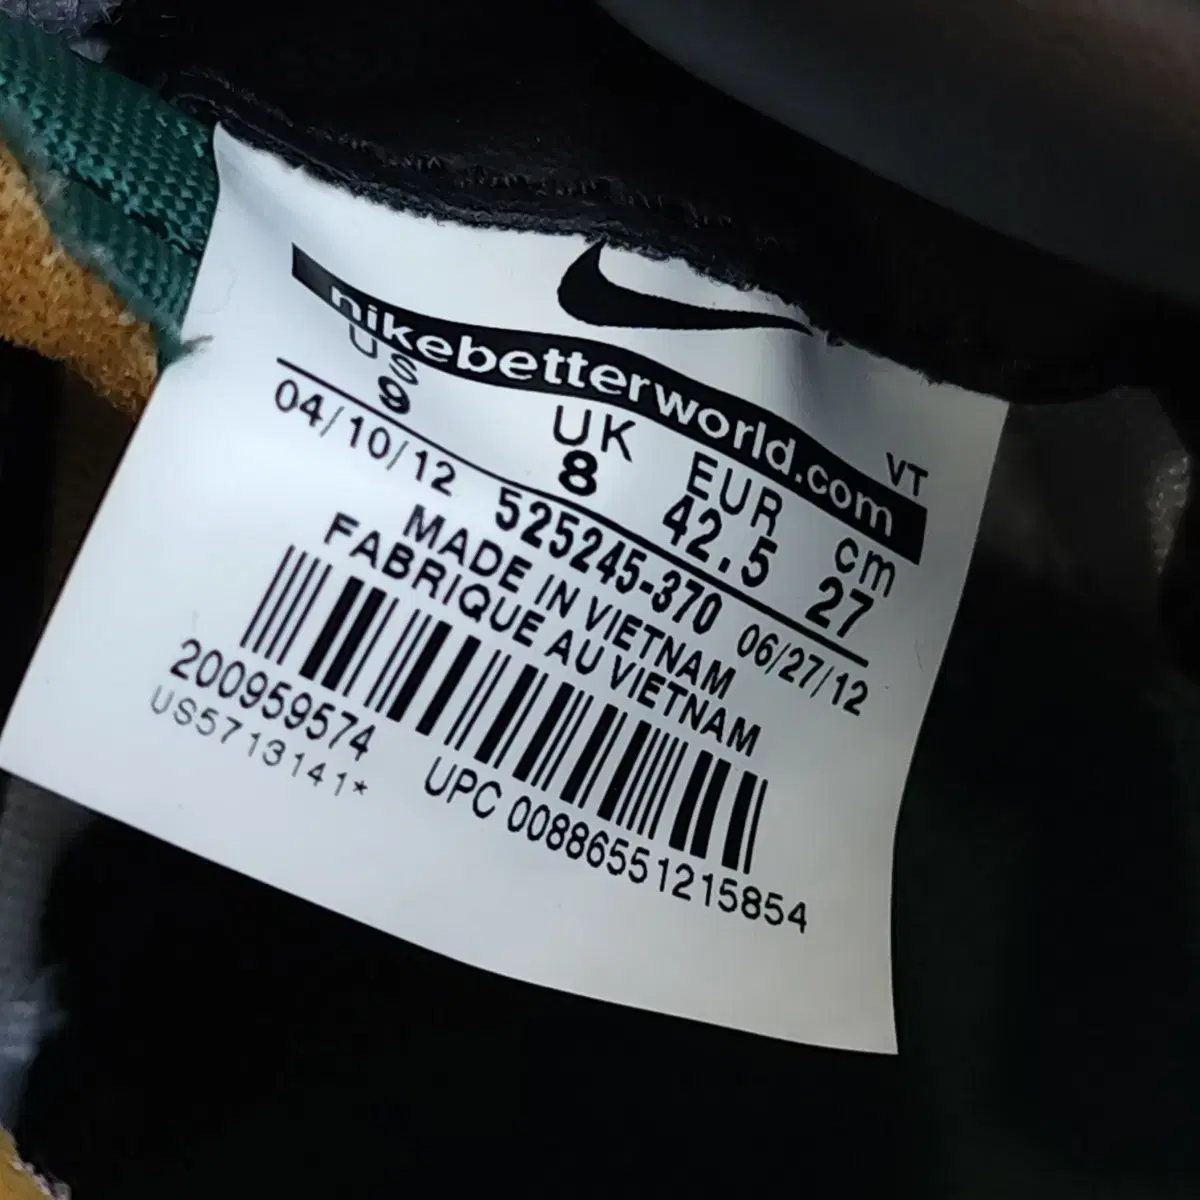 nikebetterworld.com
VT
US UK EUR cm
9 8 42.5 27
04/10/12 525245-370 06/27/12
MADE IN VIETNAM
FABRIQUE AU VIETNAM
200959574 UPC 00886551215854
US5713141*